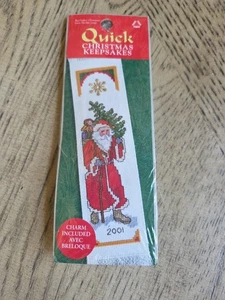 Quick
CHRISTMAS
KEEPSAKES
2001
CHARM
INCLUDED
AVEC
BRELOQUE